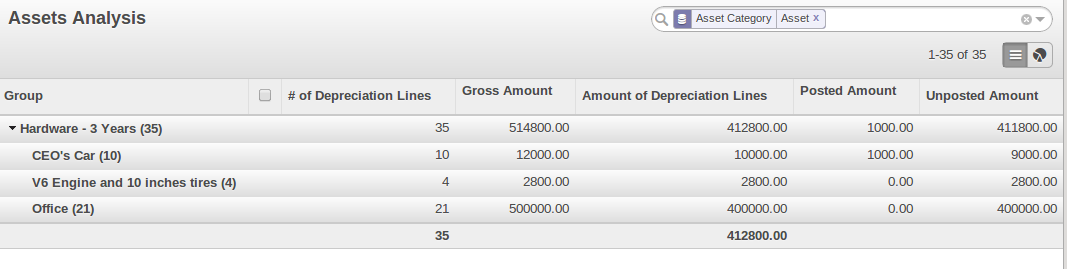 Assets Analysis
Asset Category Asset x
1-35 of 35
Group # of Depreciation Lines Gross Amount Amount of Depreciation Lines Posted Amount Unposted Amount
Hardware - 3 Years (35) 35 514800.00 412800.00 1000.00 411800.00
CEO's Car (10) 10 12000.00 10000.00 1000.00 9000.00
V6 Engine and 10 inches tires (4) 4 2800.00 2800.00 0.00 2800.00
Office (21) 21 500000.00 400000.00 0.00 400000.00
35 412800.00